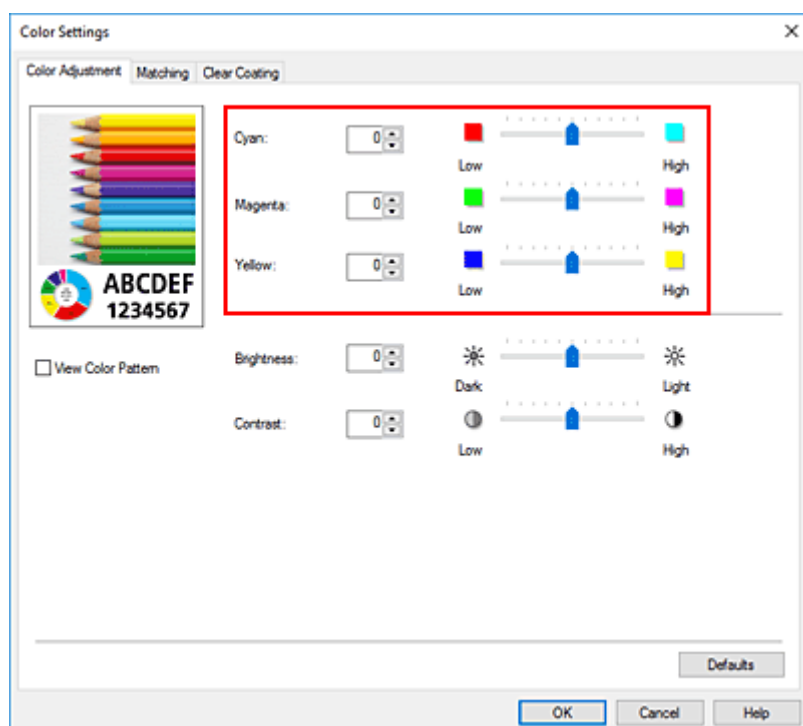 Color Settings
Color Adjustment Matching Clear Coating
Cyan: 0
Low High
Magenta: 0
Low High
Yellow: 0
Low High
ABCDEF
1234567
View Color Pattern
Brightness: 0
Dark Light
Contrast: 0
Low High
Defaults
OK Cancel Help